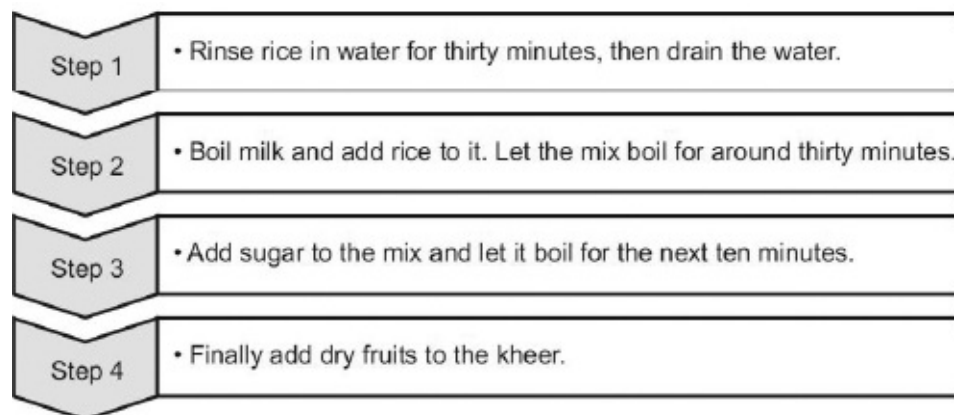 Step 1
• Rinse rice in water for thirty minutes, then drain the water.
Step 2
• Boil milk and add rice to it. Let the mix boil for around thirty minutes.
Step 3
• Add sugar to the mix and let it boil for the next ten minutes.
Step 4
• Finally add dry fruits to the kheer.